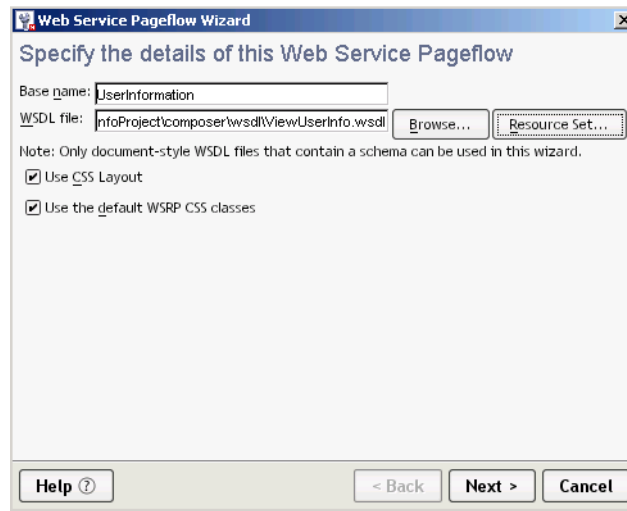 Web Service Pageflow Wizard
Specify the details of this Web Service Pageflow
Base name: UserInformation
WSDL file: nfoProject\composer\wsdl\ViewUserInfo.wsdl Browse... Resource Set...
Note: Only document-style WSDL files that contain a schema can be used in this wizard.
Use CSS Layout
Use the default WSRP CSS classes
Help ? < Back Next > Cancel